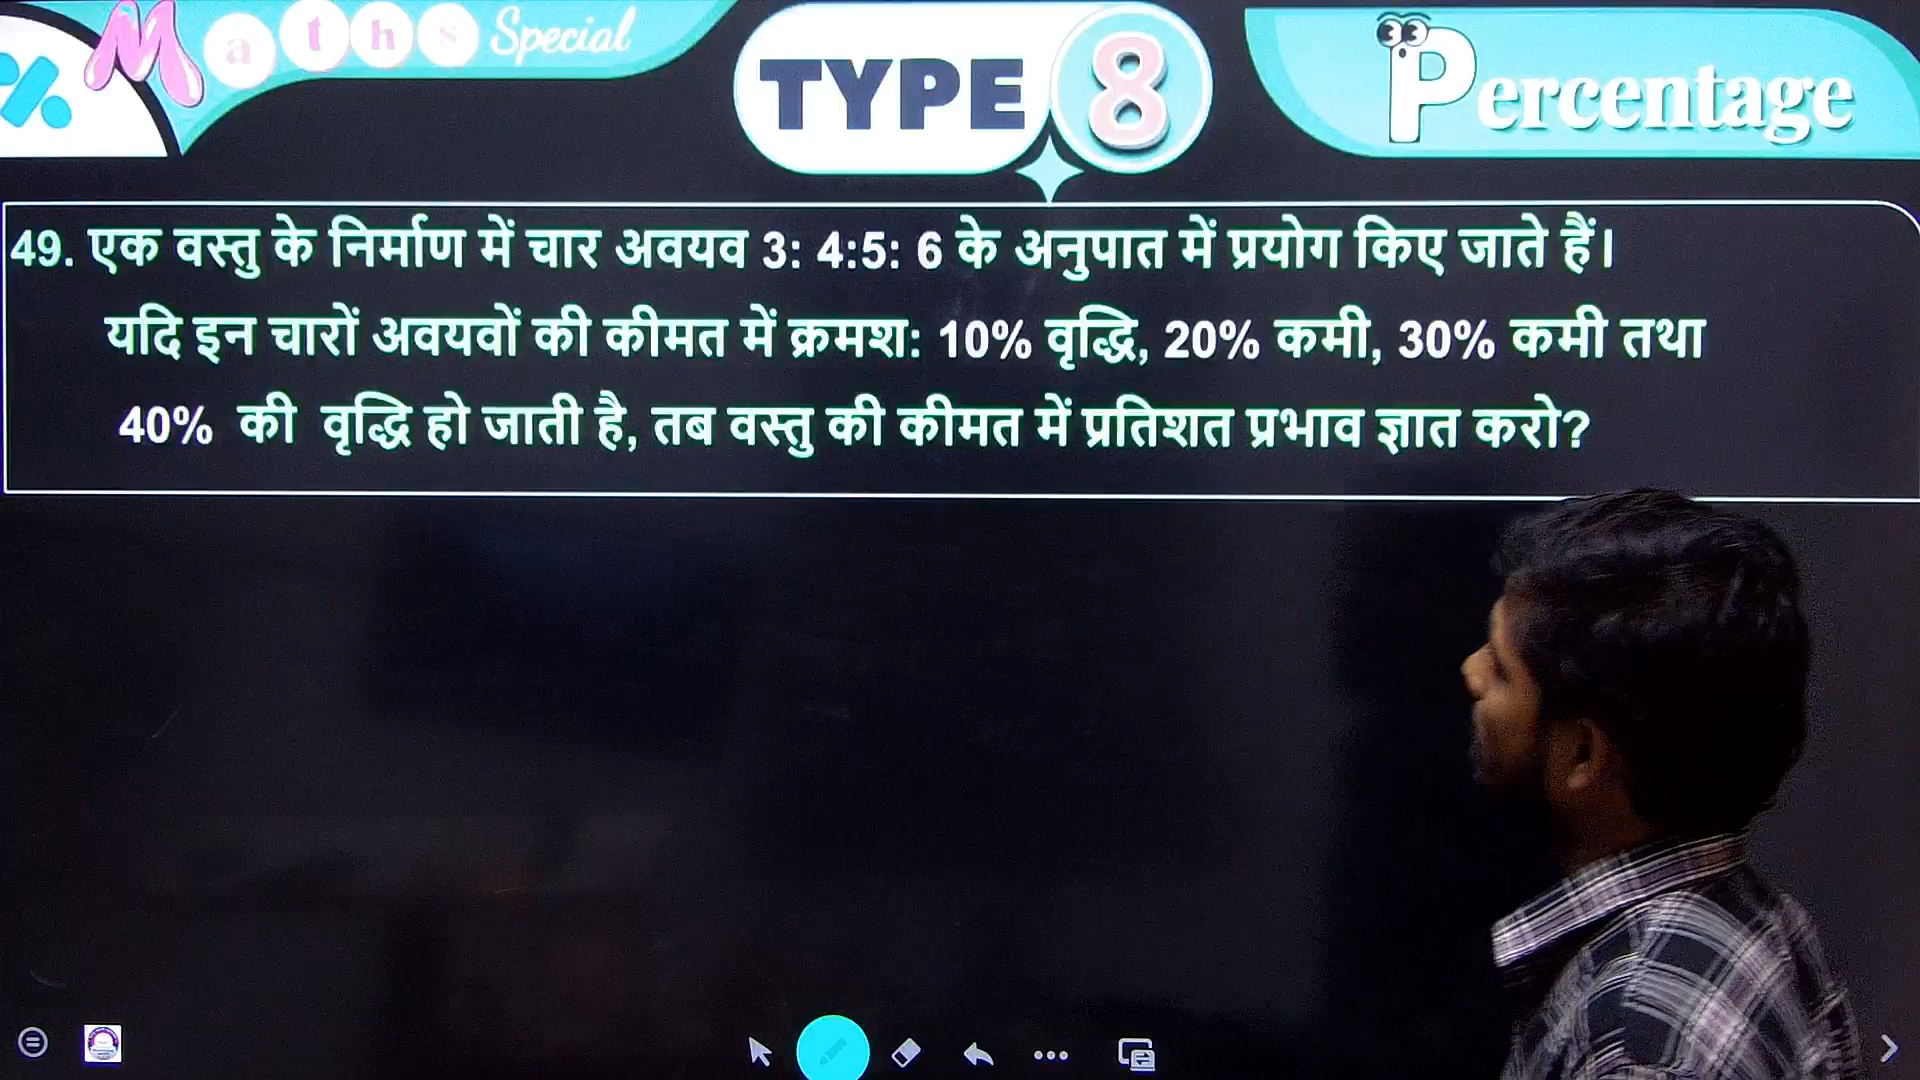 Maths Special
TYPE 8
Percentage
49. एक वस्तु के निर्माण में चार अवयव 3: 4:5: 6 के अनुपात में प्रयोग किए जाते हैं।
यदि इन चारों अवयवों की कीमत में क्रमश: 10% वृद्धि, 20% कमी, 30% कमी तथा
40% की वृद्धि हो जाती है, तब वस्तु की कीमत में प्रतिशत प्रभाव ज्ञात करो?